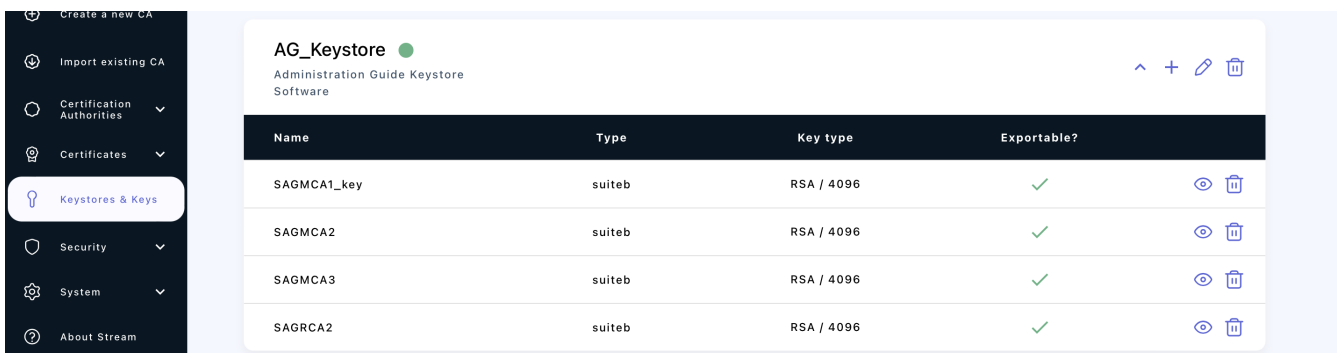 Create a new CA
Import existing CA
Certification
Authorities
Certificates
Keystores & Keys
Security
System
About Stream
AG_Keystore
Administration Guide Keystore
Software
Name Type Key type Exportable?
SAGMCA1_key suiteb RSA / 4096
SAGMCA2 suiteb RSA / 4096
SAGMCA3 suiteb RSA / 4096
SAGRCA2 suiteb RSA / 4096